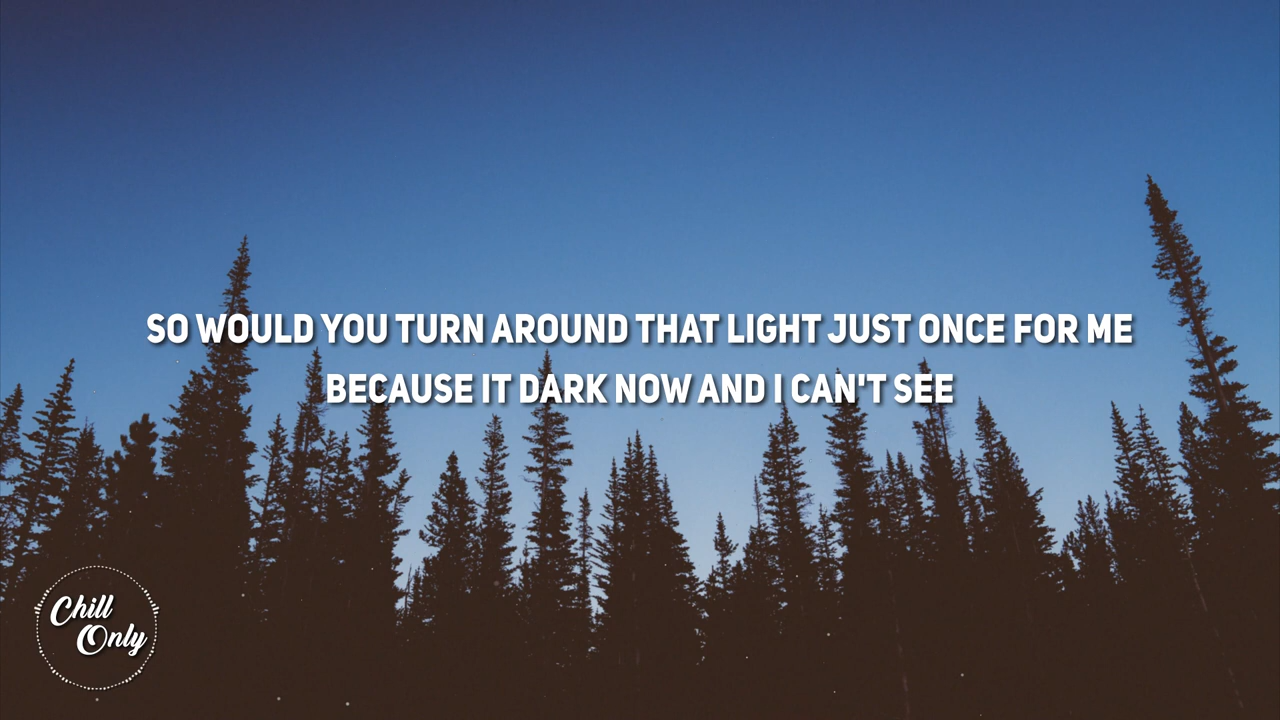 SO WOULD YOU TURN AROUND THAT LIGHT JUST ONCE FOR ME
BECAUSE IT DARK NOW AND I CAN'T SEE
Chill
Only